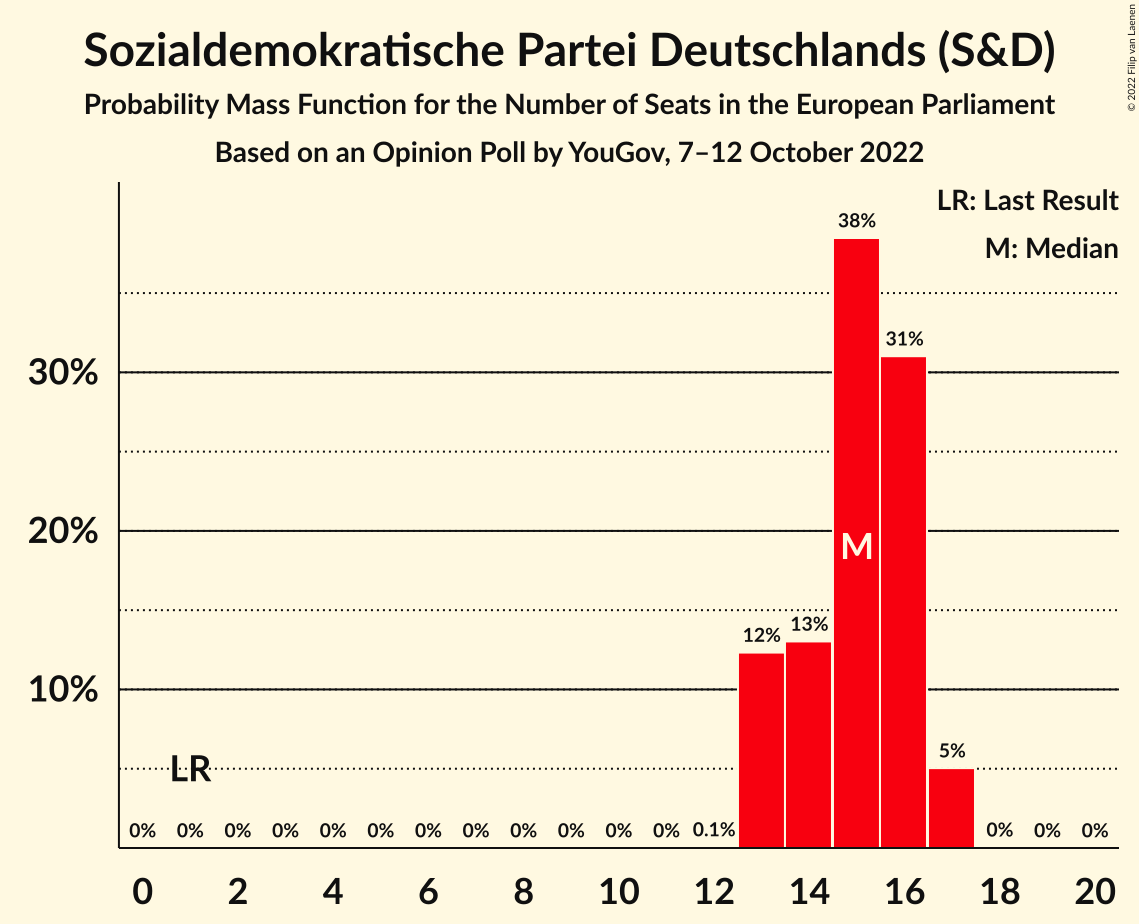 Sozialdemokratische Partei Deutschlands (S&D)
Probability Mass Function for the Number of Seats in the European Parliament
Based on an Opinion Poll by YouGov, 7–12 October 2022
© 2022 Filip van Laenen
LR: Last Result
M: Median
38%
31%
30%
20%
M
13%
12%
10%
LR
5%
0% 0% 0% 0% 0% 0% 0% 0% 0% 0% 0% 0% 0.1% 0% 0% 0%
0 2 4 6 8 10 12 14 16 18 20